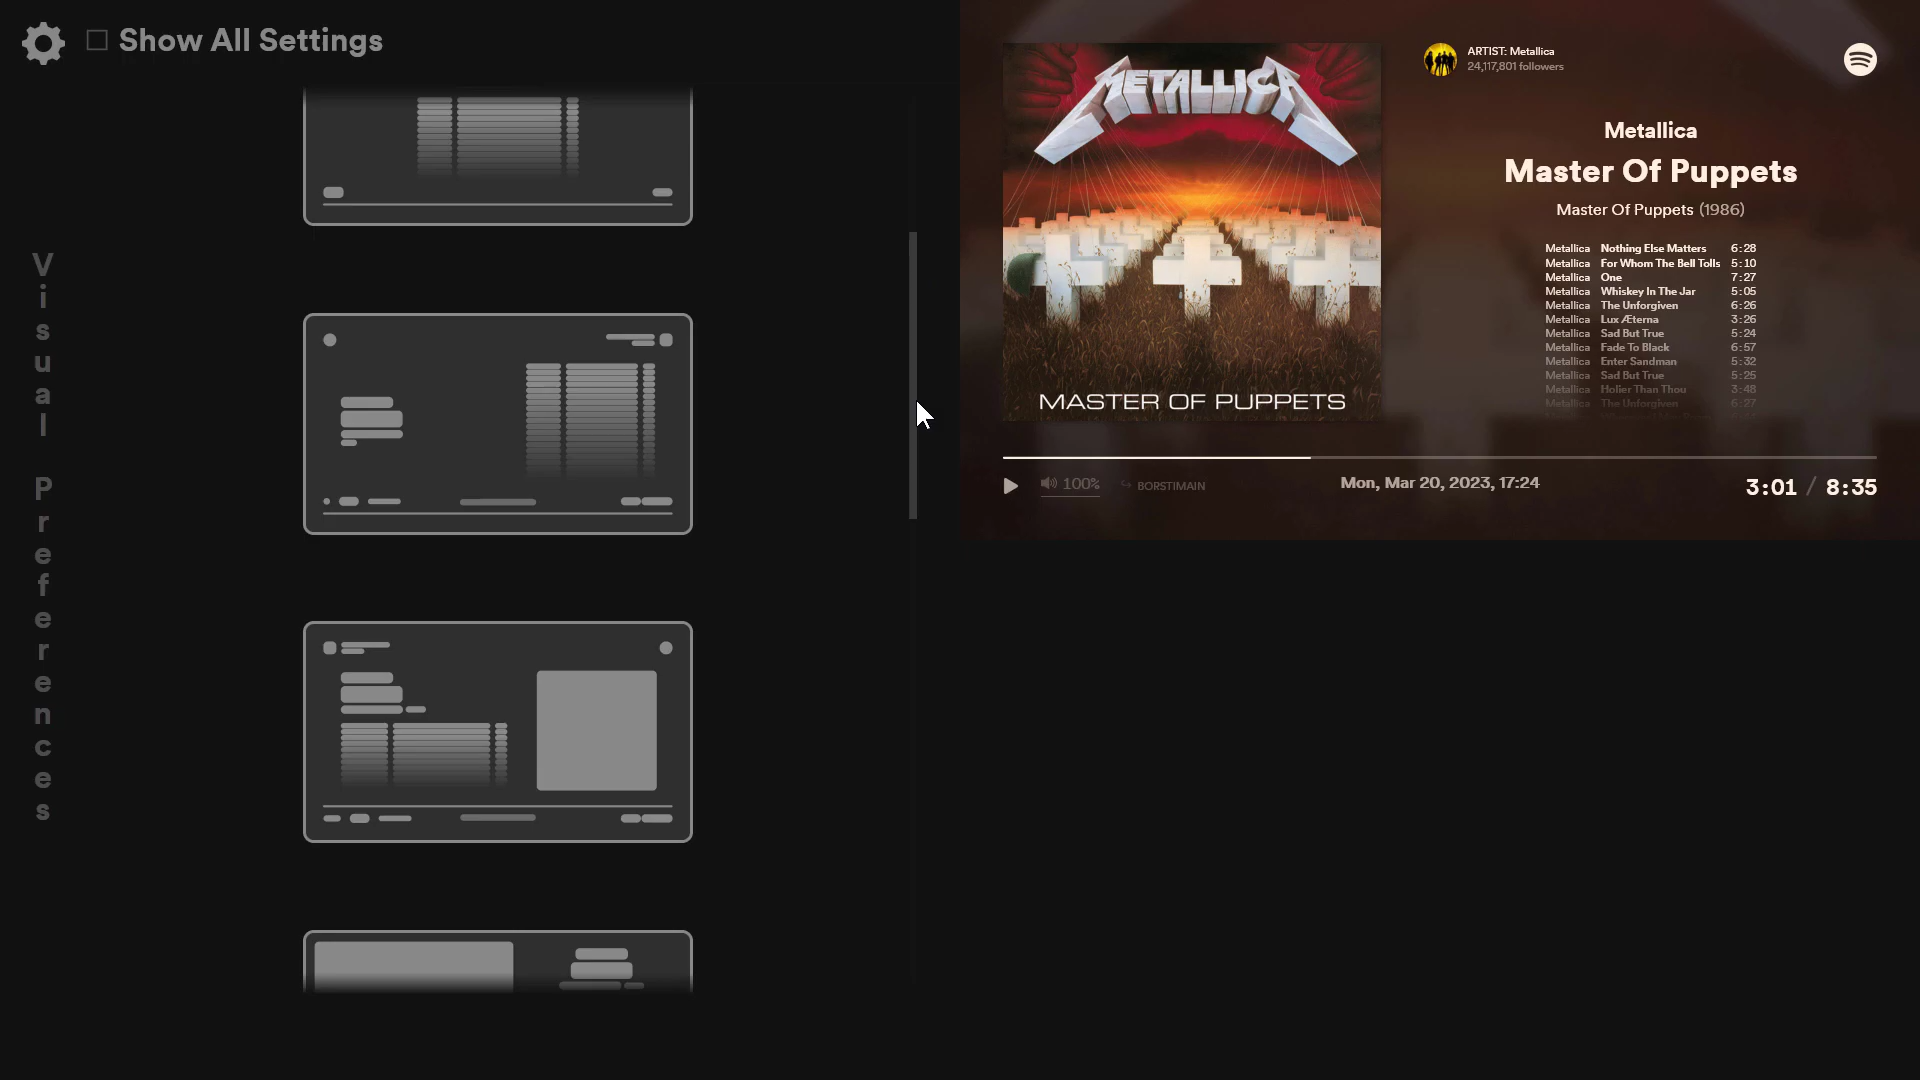 Show All Settings
Visual Preferences
METALLICA
MASTER OF PUPPETS
ARTIST: Metallica
24,117,801 followers
Metallica
Master Of Puppets
Master Of Puppets (1986)
Metallica Nothing Else Matters 6:28
Metallica For Whom The Bell Tolls 5:10
Metallica One 7:27
Metallica Whiskey In The Jar 5:05
Metallica The Unforgiven 6:26
Metallica Lux Æterna 3:26
Metallica Sad But True 5:24
Metallica Fade To Black 6:57
Metallica Enter Sandman 5:32
Metallica Sad But True 5:25
Metallica Holier Than Thou 3:48
Metallica The Unforgiven 6:27
100% BORSTIMAIN
Mon, Mar 20, 2023, 17:24
3:01 / 8:35